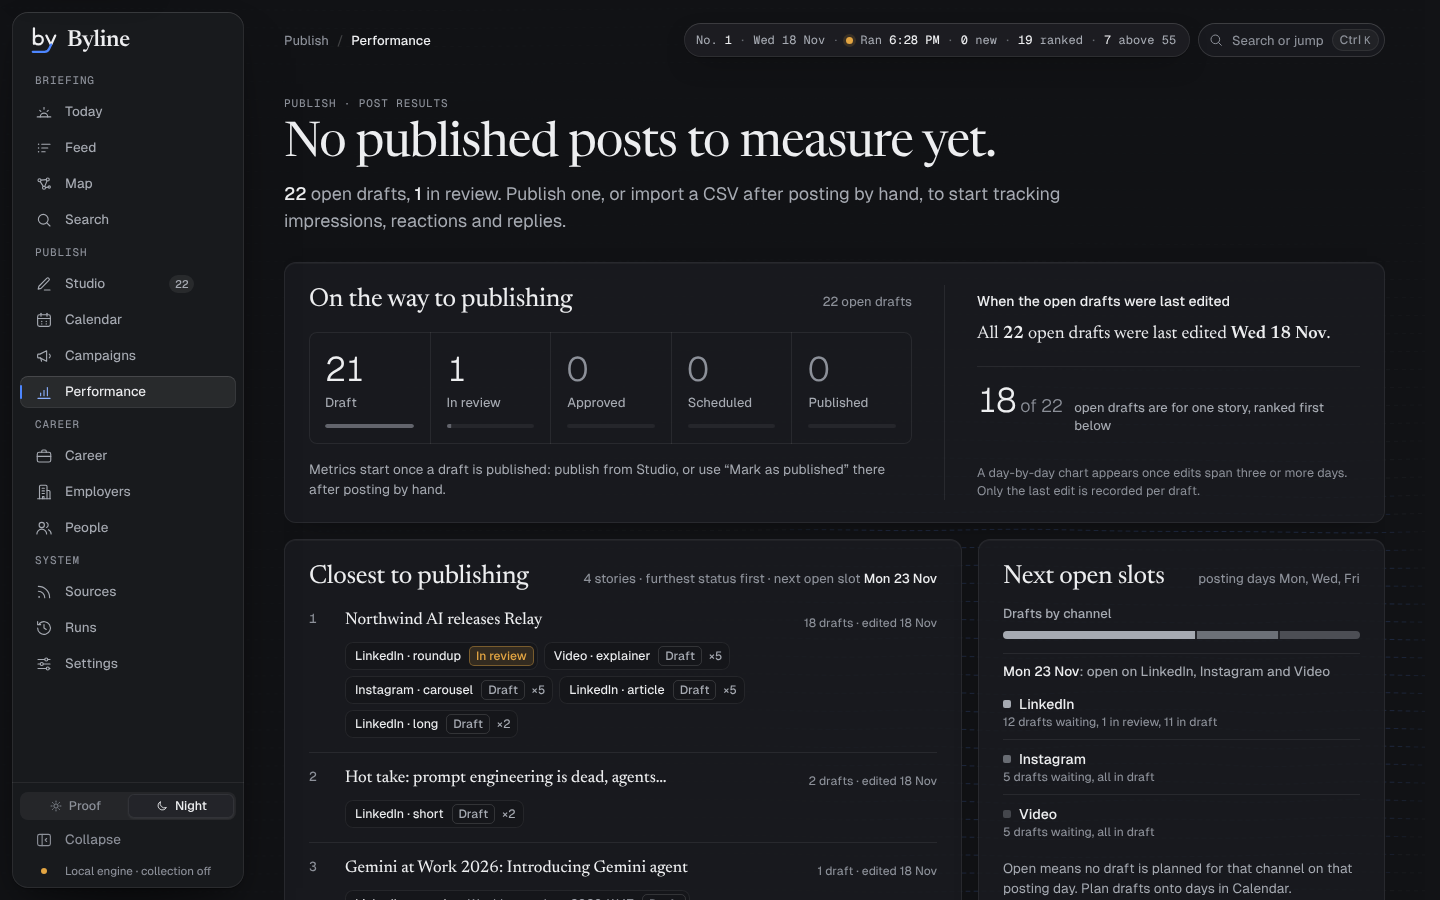 by Byline
BRIEFING
Today
Feed
Map
Search
PUBLISH
Studio 22
Calendar
Campaigns
Performance
CAREER
Career
Employers
People
SYSTEM
Sources
Runs
Settings
Proof Night
Collapse
Local engine · collection off
Publish / Performance
No. 1 · Wed 18 Nov · Ran 6:28 PM · 0 new · 19 ranked · 7 above 55
Search or jump Ctrl K
PUBLISH · POST RESULTS
No published posts to measure yet.
22 open drafts, 1 in review. Publish one, or import a CSV after posting by hand, to start tracking
impressions, reactions and replies.
On the way to publishing
22 open drafts
21
Draft
1
In review
0
Approved
0
Scheduled
0
Published
Metrics start once a draft is published: publish from Studio, or use “Mark as published” there
after posting by hand.
When the open drafts were last edited
All 22 open drafts were last edited Wed 18 Nov.
18 of 22 open drafts are for one story, ranked first
below
A day-by-day chart appears once edits span three or more days.
Only the last edit is recorded per draft.
Closest to publishing
4 stories · furthest status first · next open slot Mon 23 Nov
1 Northwind AI releases Relay 18 drafts · edited 18 Nov
LinkedIn · roundup In review Video · explainer Draft ×5
Instagram · carousel Draft ×5 LinkedIn · article Draft ×5
LinkedIn · long Draft ×2
2 Hot take: prompt engineering is dead, agents… 2 drafts · edited 18 Nov
LinkedIn · short Draft ×2
3 Gemini at Work 2026: Introducing Gemini agent 1 draft · edited 18 Nov
Next open slots
posting days Mon, Wed, Fri
Drafts by channel
Mon 23 Nov: open on LinkedIn, Instagram and Video
LinkedIn
12 drafts waiting, 1 in review, 11 in draft
Instagram
5 drafts waiting, all in draft
Video
5 drafts waiting, all in draft
Open means no draft is planned for that channel on that
posting day. Plan drafts onto days in Calendar.